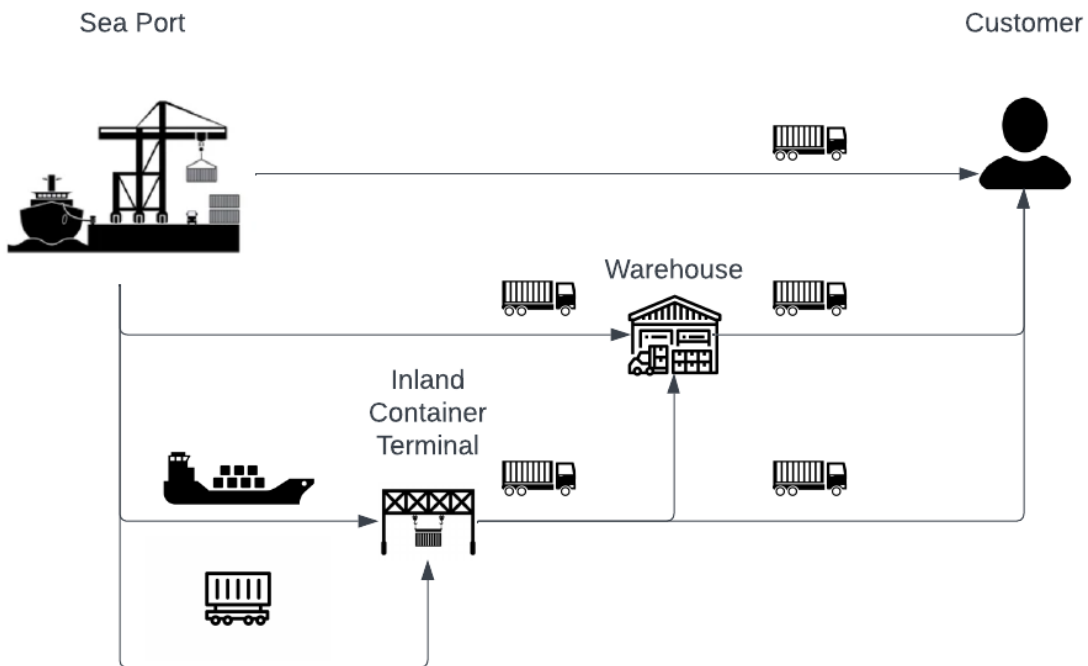 Sea Port
Customer
Warehouse
Inland
Container
Terminal